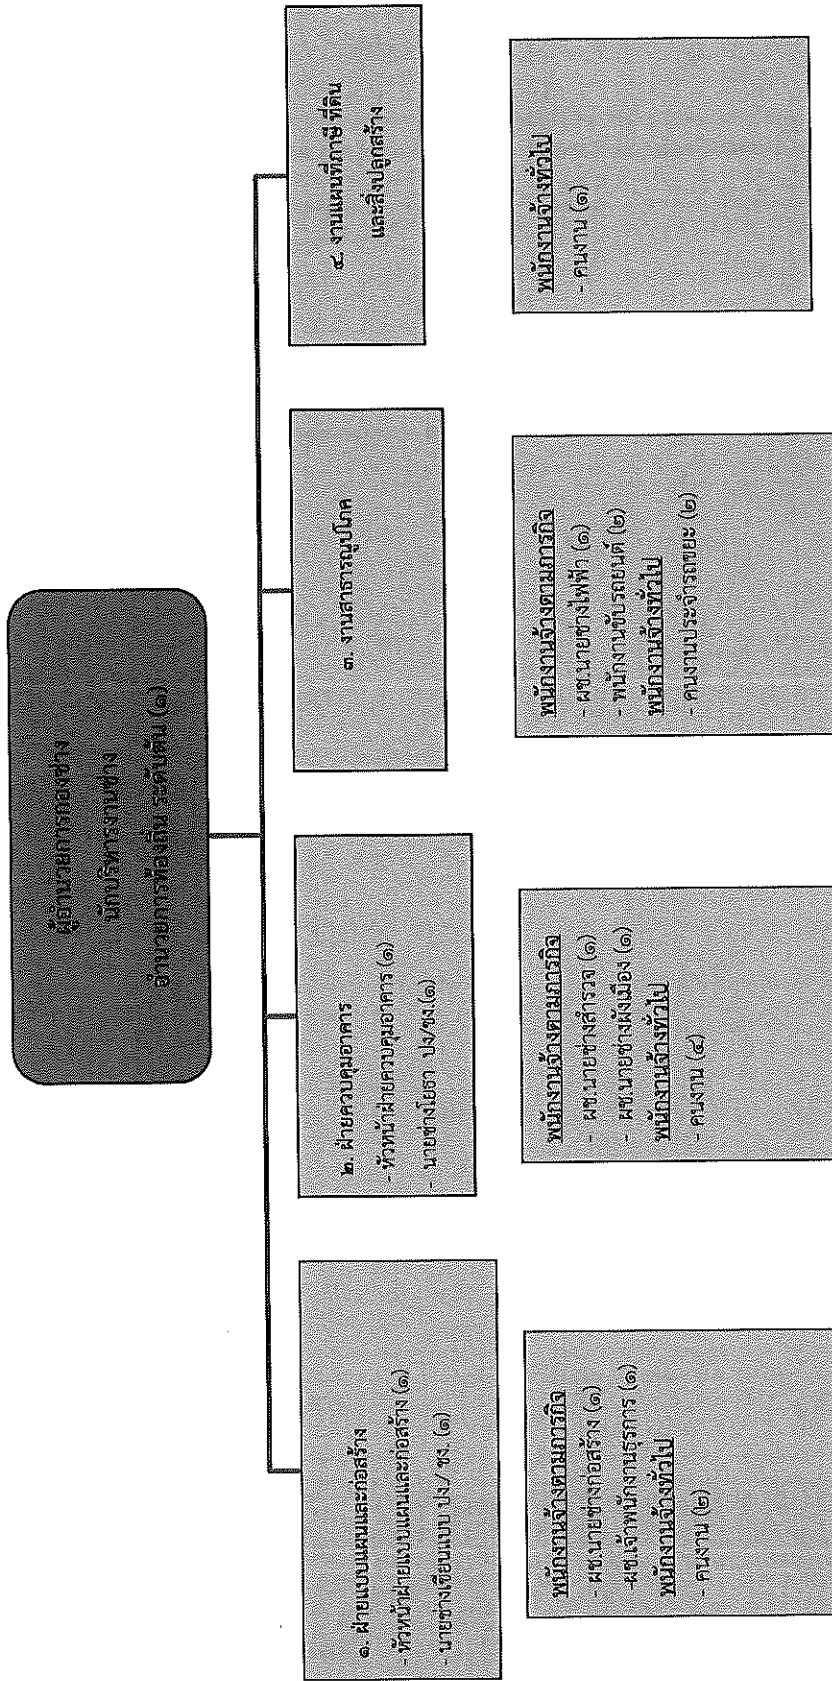 ผู้อำนวยการกองช่าง
นักบริหารงานช่าง
อำนวยการท้องถิ่น ระดับต้น (๑)
๑. ฝ่ายแบบแผนและก่อสร้าง
- หัวหน้าฝ่ายแบบแผนและก่อสร้าง (๑)
- นายช่างเขียนแบบ ปง./ ชง. (๑)
๒. ฝ่ายควบคุมอาคาร
- หัวหน้าฝ่ายควบคุมอาคาร (๑)
- นายช่างโยธา ปง/ชง.(๑)
๓. งานสาธารณูปโภค
๔. งานแผนที่ภาษี ที่ดิน
และสิ่งปลูกสร้าง
พนักงานจ้างตามภารกิจ
- ผช.นายช่างก่อสร้าง (๑)
-ผช.เจ้าพนักงานธุรการ (๑)
พนักงานจ้างทั่วไป
- คนงาน (๒)
พนักงานจ้างตามภารกิจ
- ผช.นายช่างสำรวจ (๑)
- ผช.นายช่างผังเมือง (๑)
พนักงานจ้างทั่วไป
- คนงาน (๔)
พนักงานจ้างตามภารกิจ
- ผช.นายช่างไฟฟ้า (๑)
- พนักงานขับรถยนต์ (๒)
พนักงานจ้างทั่วไป
- คนงานประจำรถขยะ (๒)
พนักงานจ้างทั่วไป
- คนงาน (๑)